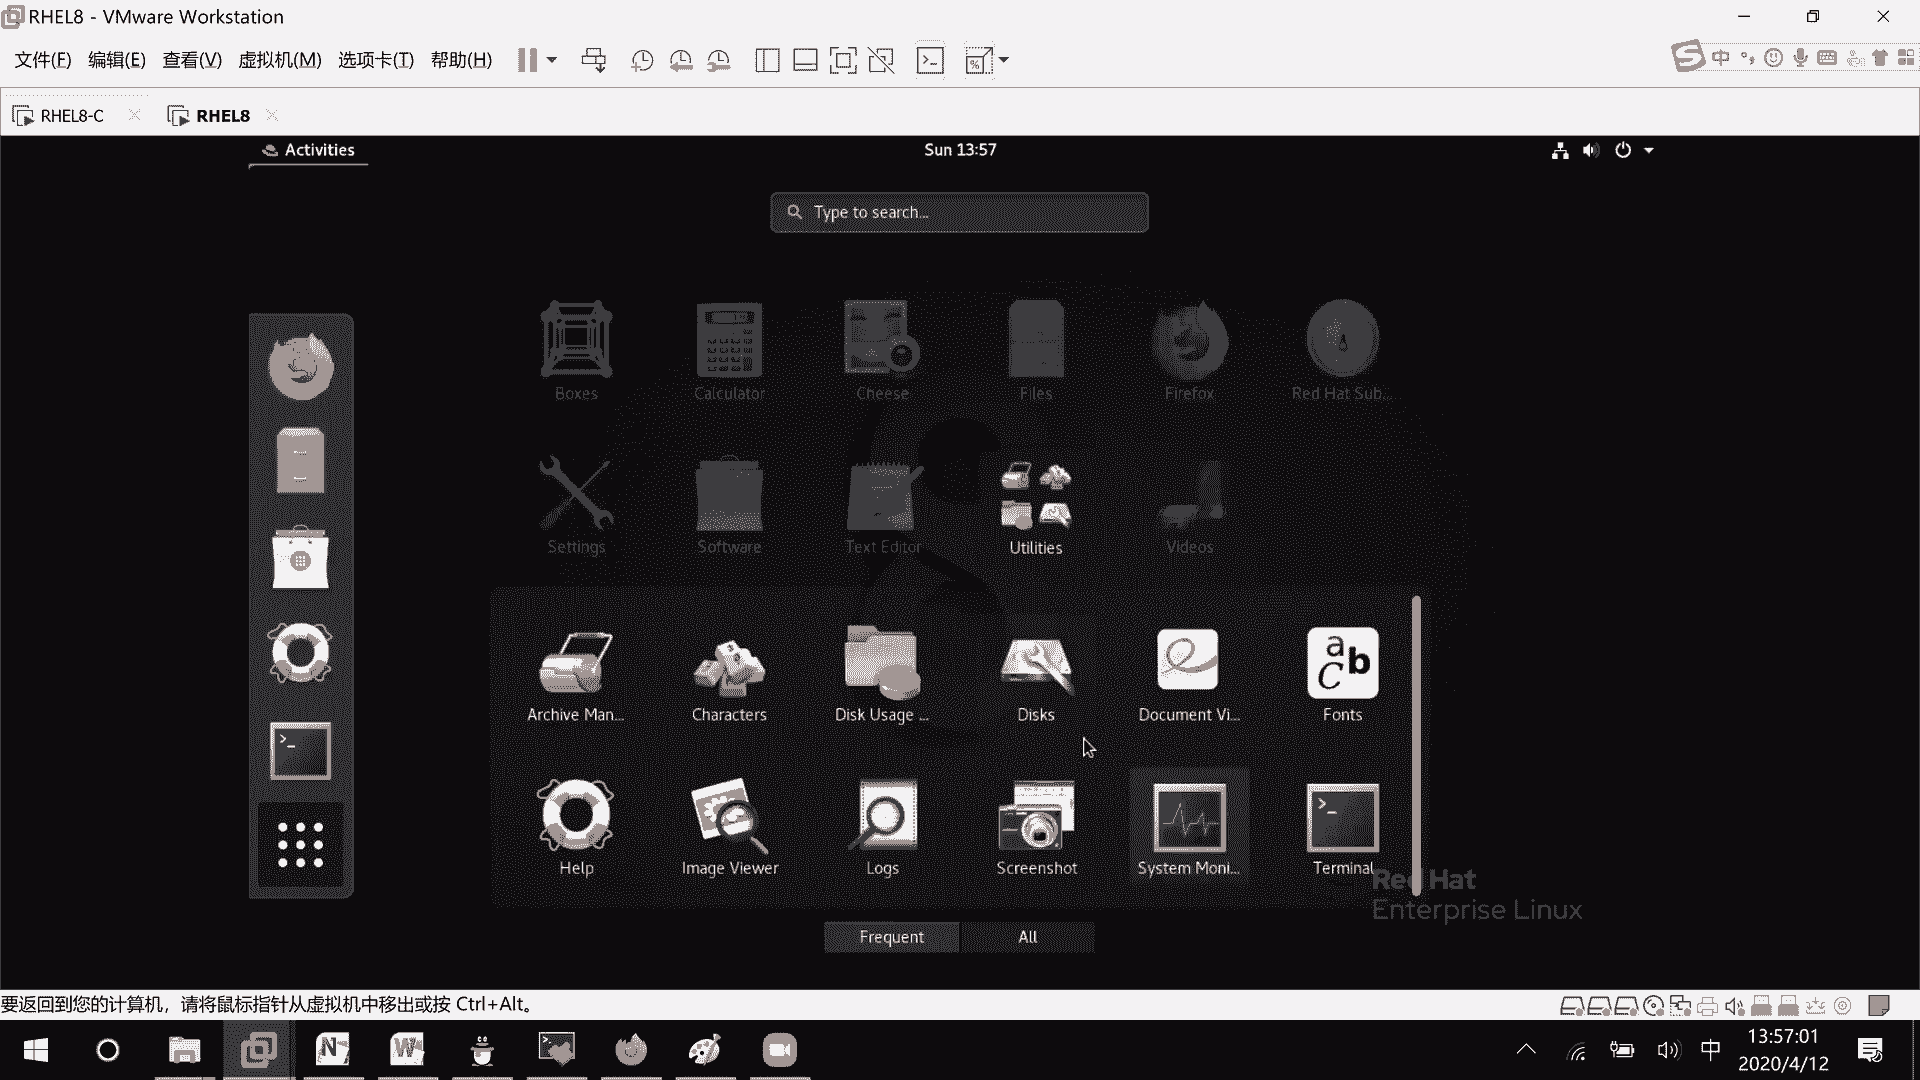 RHEL8 - VMware Workstation
文件(F) 编辑(E) 查看(V) 虚拟机(M) 选项卡(T) 帮助(H)
中
RHEL8-C RHEL8
Activities Sun 13:57
Type to search...
Boxes Calculator Cheese Files Firefox Red Hat Sub...
Settings Software Text Editor Utilities Videos
Archive Man... Characters Disk Usage ... Disks Document Vi... Fonts
Help Image Viewer Logs Screenshot System Moni... Terminal
Red Hat
Enterprise Linux
Frequent All
要返回到您的计算机，请将鼠标指针从虚拟机中移出或按 Ctrl+Alt。
中 13:57:01
2020/4/12